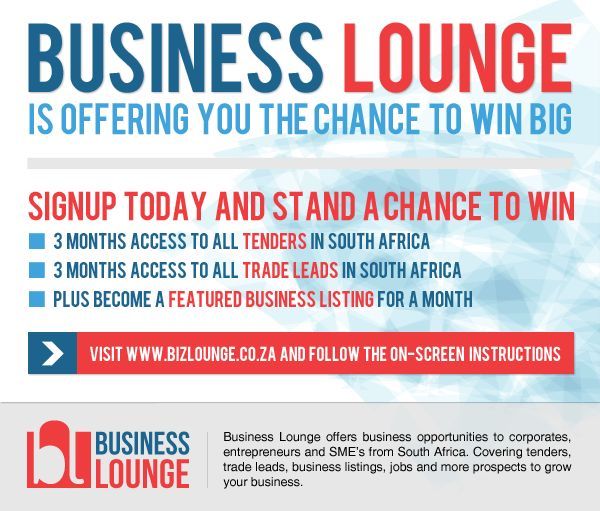 BUSINESS LOUNGE
IS OFFERING YOU THE CHANCE TO WIN BIG
SIGNUP TODAY AND STAND A CHANCE TO WIN
3 MONTHS ACCESS TO ALL TENDERS IN SOUTH AFRICA
3 MONTHS ACCESS TO ALL TRADE LEADS IN SOUTH AFRICA
PLUS BECOME A FEATURED BUSINESS LISTING FOR A MONTH
VISIT WWW.BIZLOUNGE.CO.ZA AND FOLLOW THE ON-SCREEN INSTRUCTIONS
bl
BUSINESS
LOUNGE
Business Lounge offers business opportunities to corporates,
entrepreneurs and SME's from South Africa. Covering tenders,
trade leads, business listings, jobs and more prospects to grow
your business.